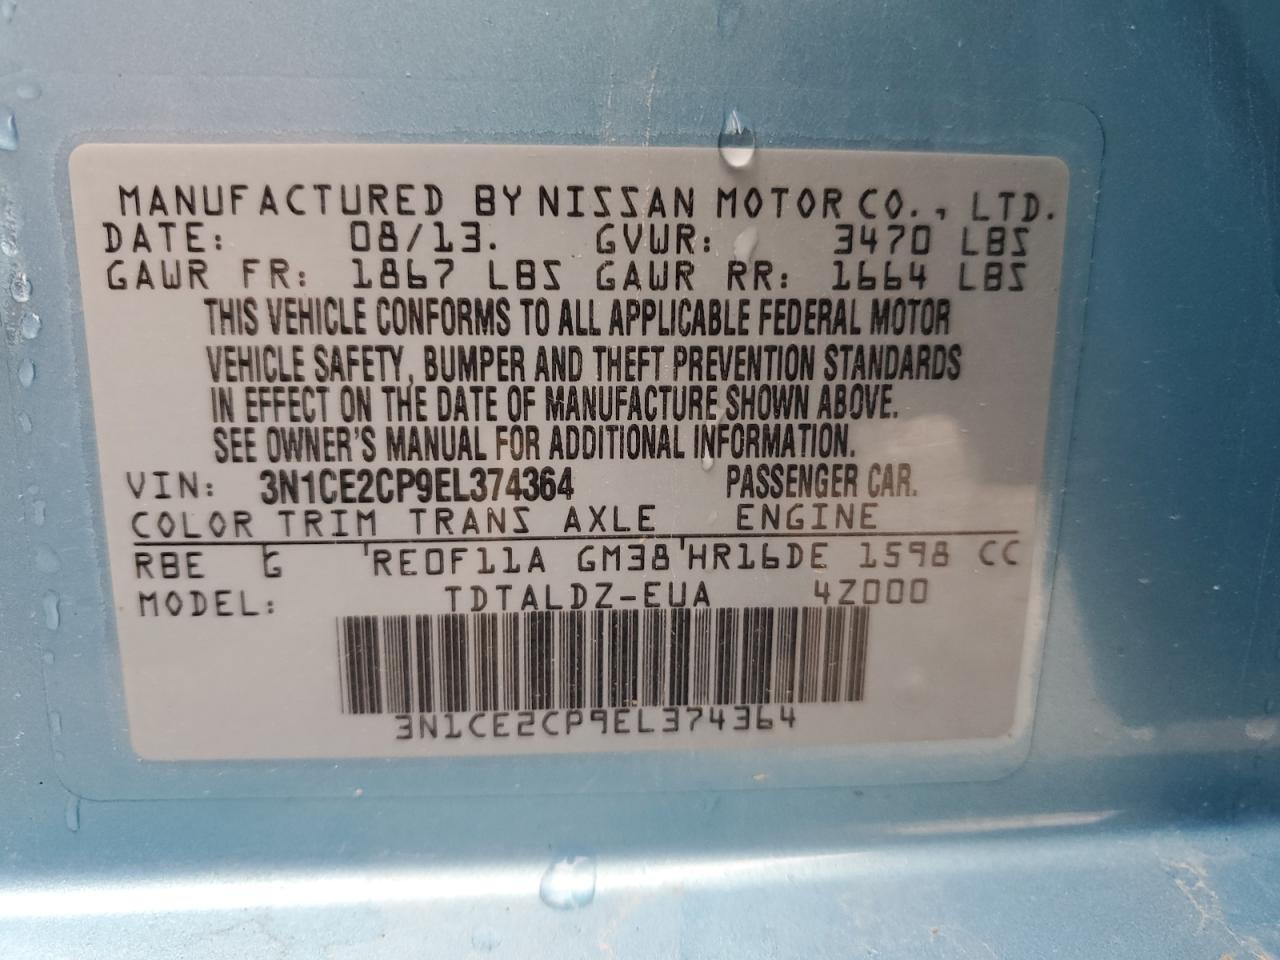 MANUFACTURED BY NISSAN MOTOR CO., LTD.
DATE: 08/13. GVWR: 3470 LBS
GAWR FR: 1867 LBS GAWR RR: 1664 LBS
THIS VEHICLE CONFORMS TO ALL APPLICABLE FEDERAL MOTOR
VEHICLE SAFETY, BUMPER AND THEFT PREVENTION STANDARDS
IN EFFECT ON THE DATE OF MANUFACTURE SHOWN ABOVE.
SEE OWNER'S MANUAL FOR ADDITIONAL INFORMATION.
VIN: 3N1CE2CP9EL374364 PASSENGER CAR.
COLOR TRIM TRANS AXLE ENGINE
RBE G 'RE0F11A GM38'HR16DE 1598 CC
MODEL: TDTALDZ-EUA 4Z000
3N1CE2CP9EL374364